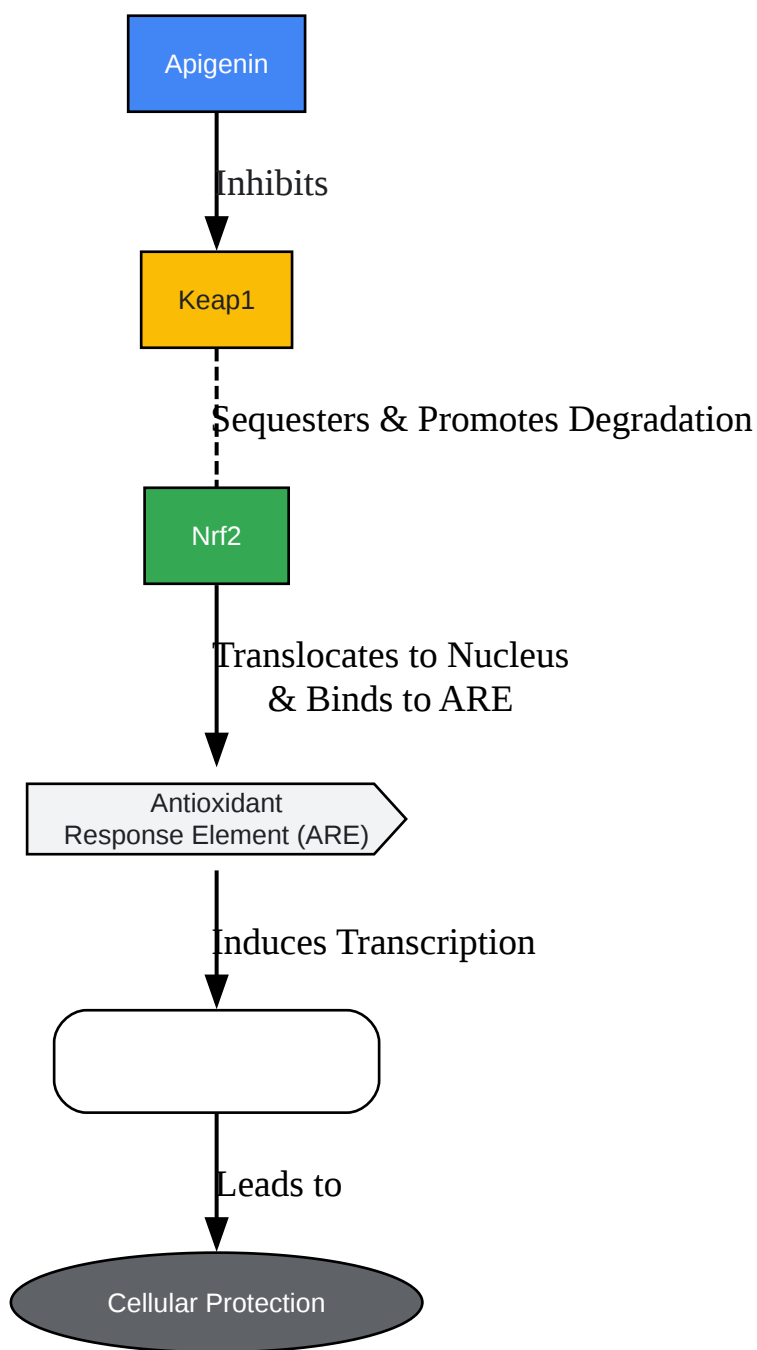 Apigenin
Inhibits
Keap1
Sequesters & Promotes Degradation
Nrf2
Translocates to Nucleus
& Binds to ARE
Antioxidant
Response Element (ARE)
Induces Transcription
Leads to
Cellular Protection